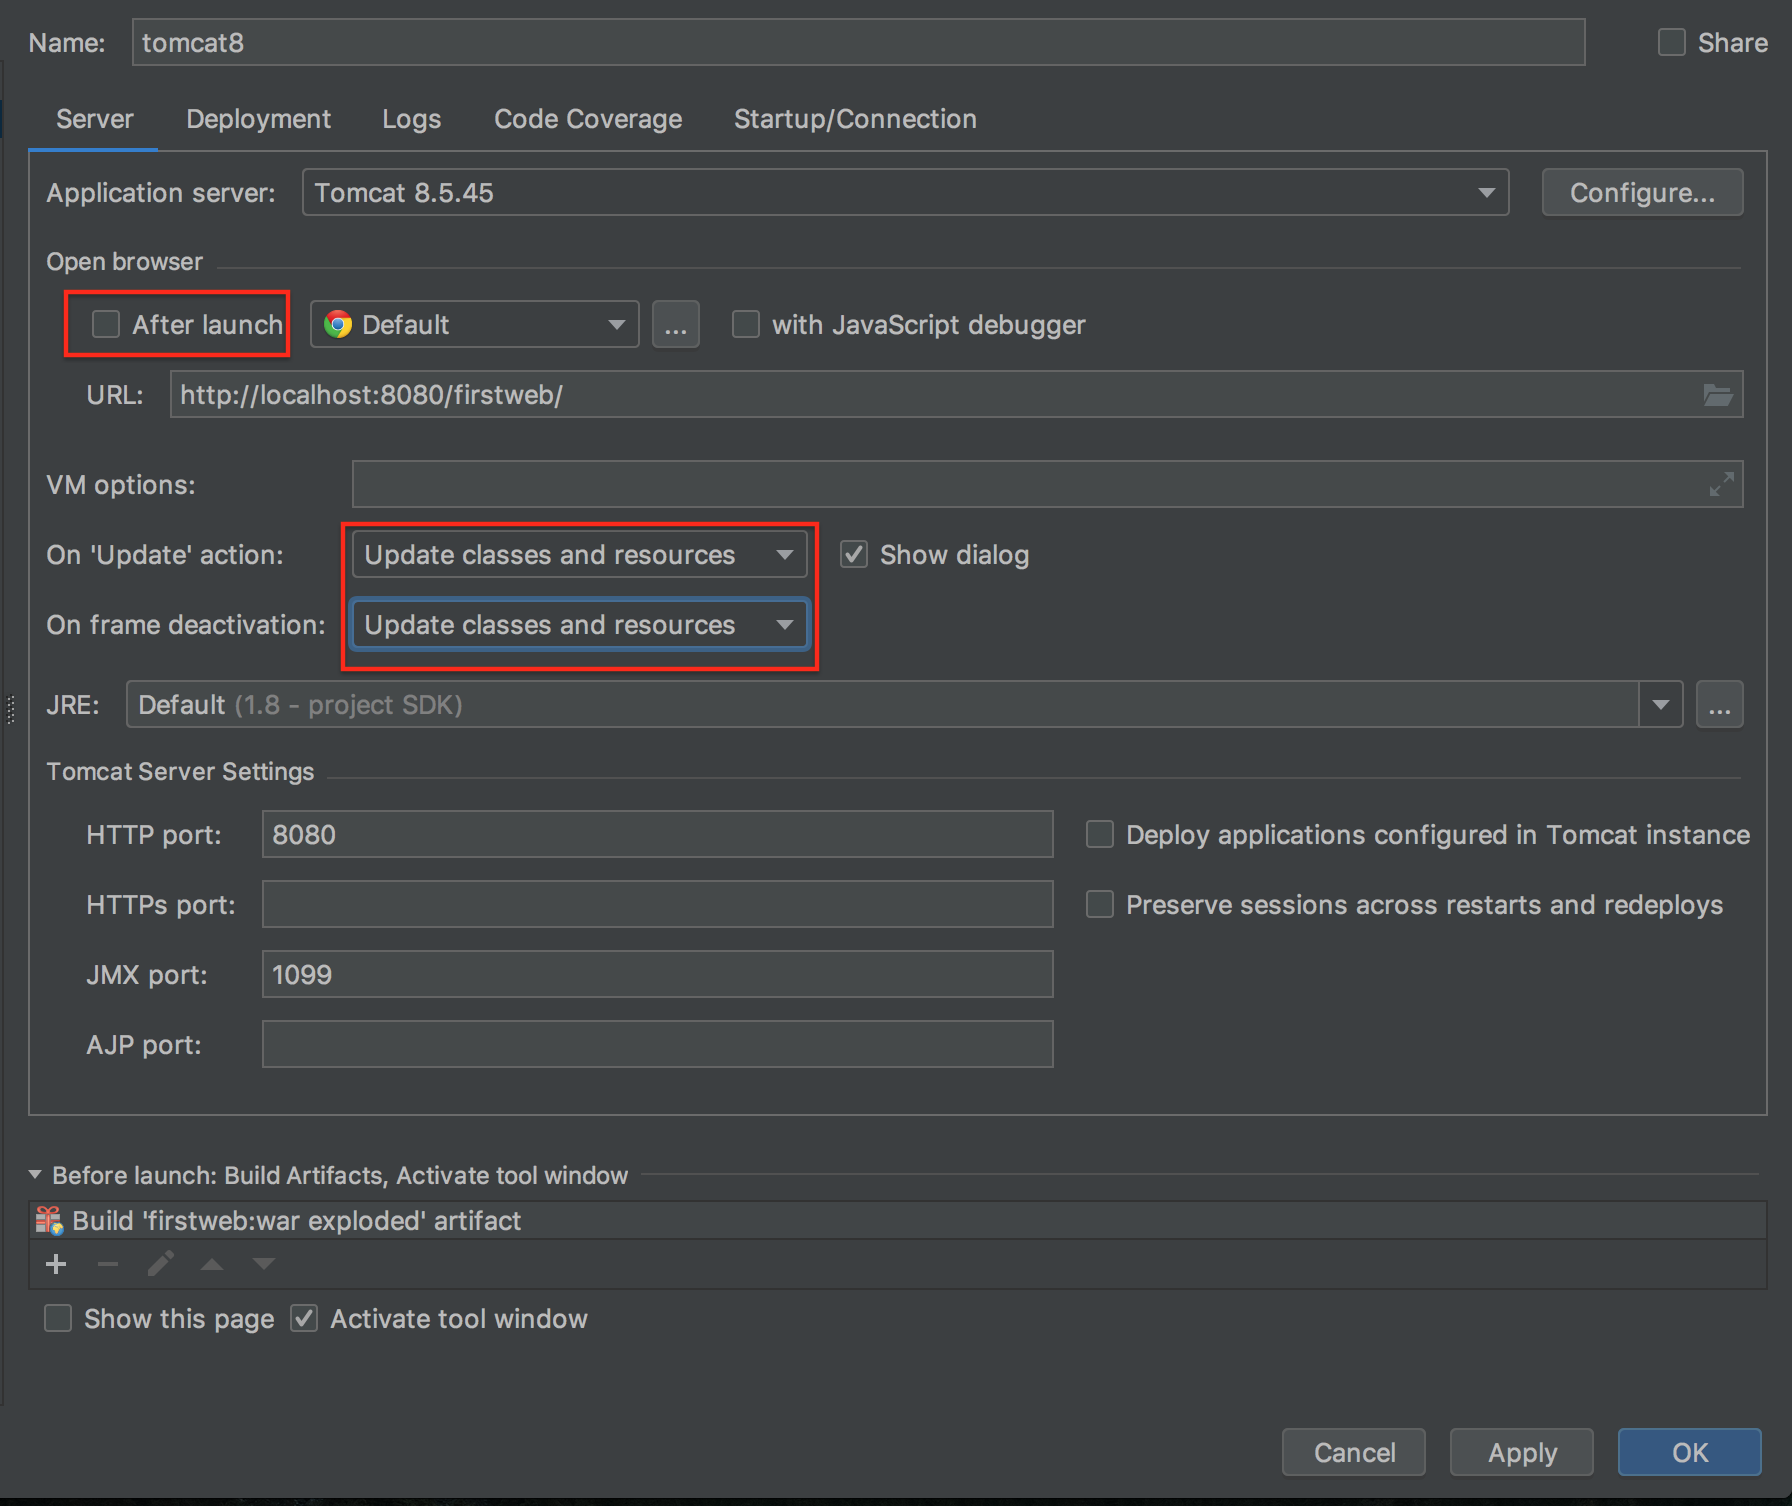 Name: tomcat8 Share
Server Deployment Logs Code Coverage Startup/Connection
Application server: Tomcat 8.5.45 Configure...
Open browser
After launch Default ... with JavaScript debugger
URL: http://localhost:8080/firstweb/
VM options:
On 'Update' action: Update classes and resources Show dialog
On frame deactivation: Update classes and resources
JRE: Default (1.8 - project SDK) ...
Tomcat Server Settings
HTTP port: 8080 Deploy applications configured in Tomcat instance
HTTPs port: Preserve sessions across restarts and redeploys
JMX port: 1099
AJP port:
Before launch: Build Artifacts, Activate tool window
Build 'firstweb:war exploded' artifact
Show this page Activate tool window
Cancel Apply OK